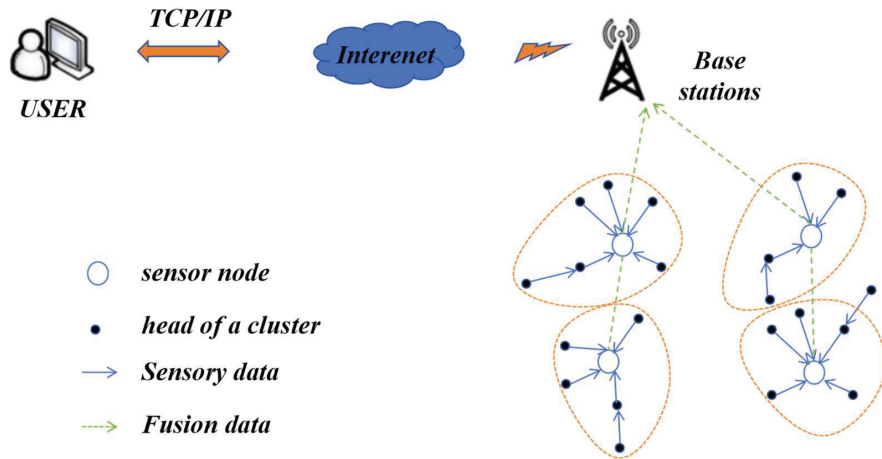 TCP/IP
Interenet
USER
Base
stations
sensor node
head of a cluster
Sensory data
Fusion data